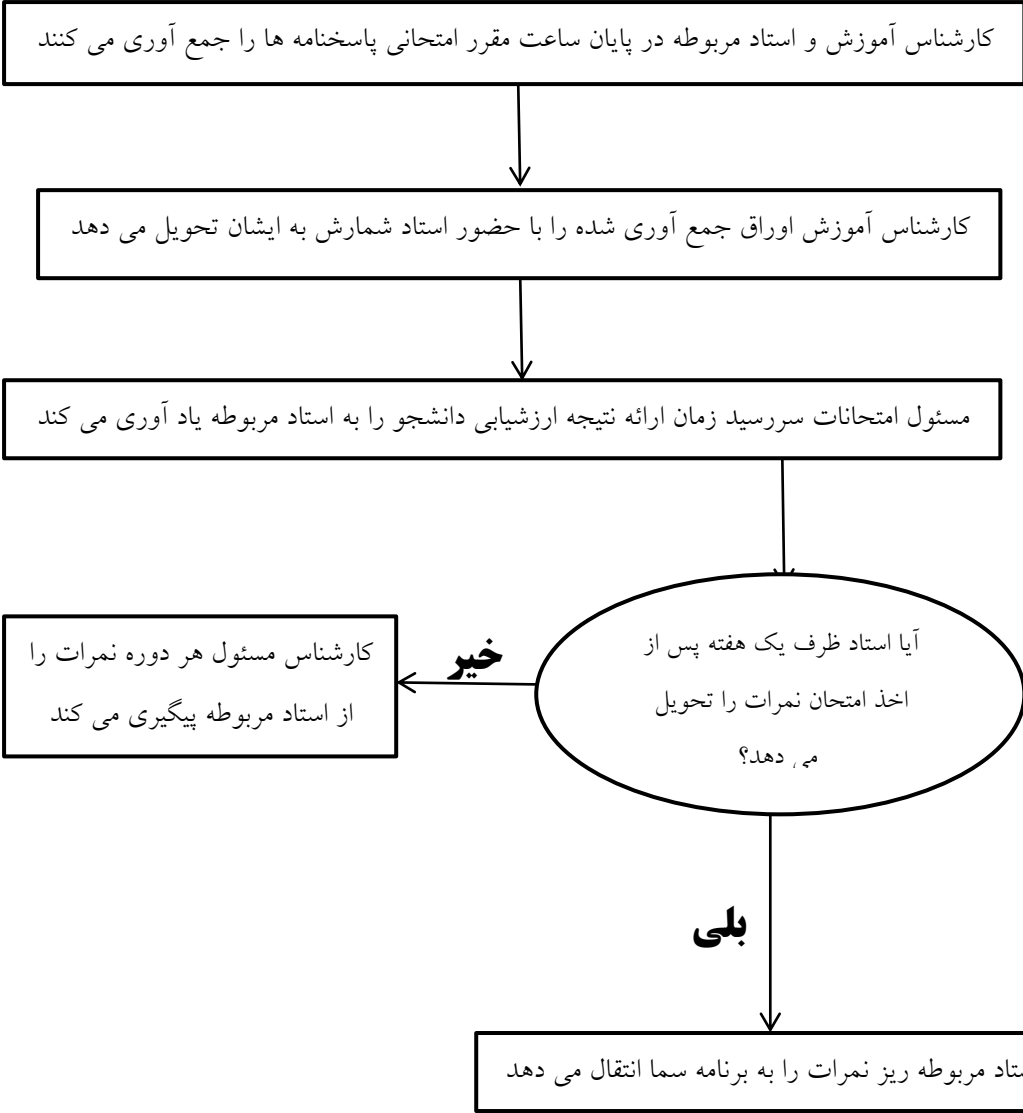 کارشناس آموزش و استاد مربوطه در پایان ساعت مقرر امتحانی پاسخنامه ها را جمع آوری می کنند
کارشناس آموزش اوراق جمع آوری شده را با حضور استاد شمارش به ایشان تحویل می دهد
مسئول امتحانات سررسید زمان ارائه نتیجه ارزشیابی دانشجو را به استاد مربوطه یاد آوری می کند
آیا استاد ظرف یک هفته پس از
اخذ امتحان نمرات را تحویل
می دهد؟
خیر
کارشناس مسئول هر دوره نمرات را
از استاد مربوطه پیگیری می کند
بلی
مربوطه ریز نمرات را به برنامه سما انتقال می دهد